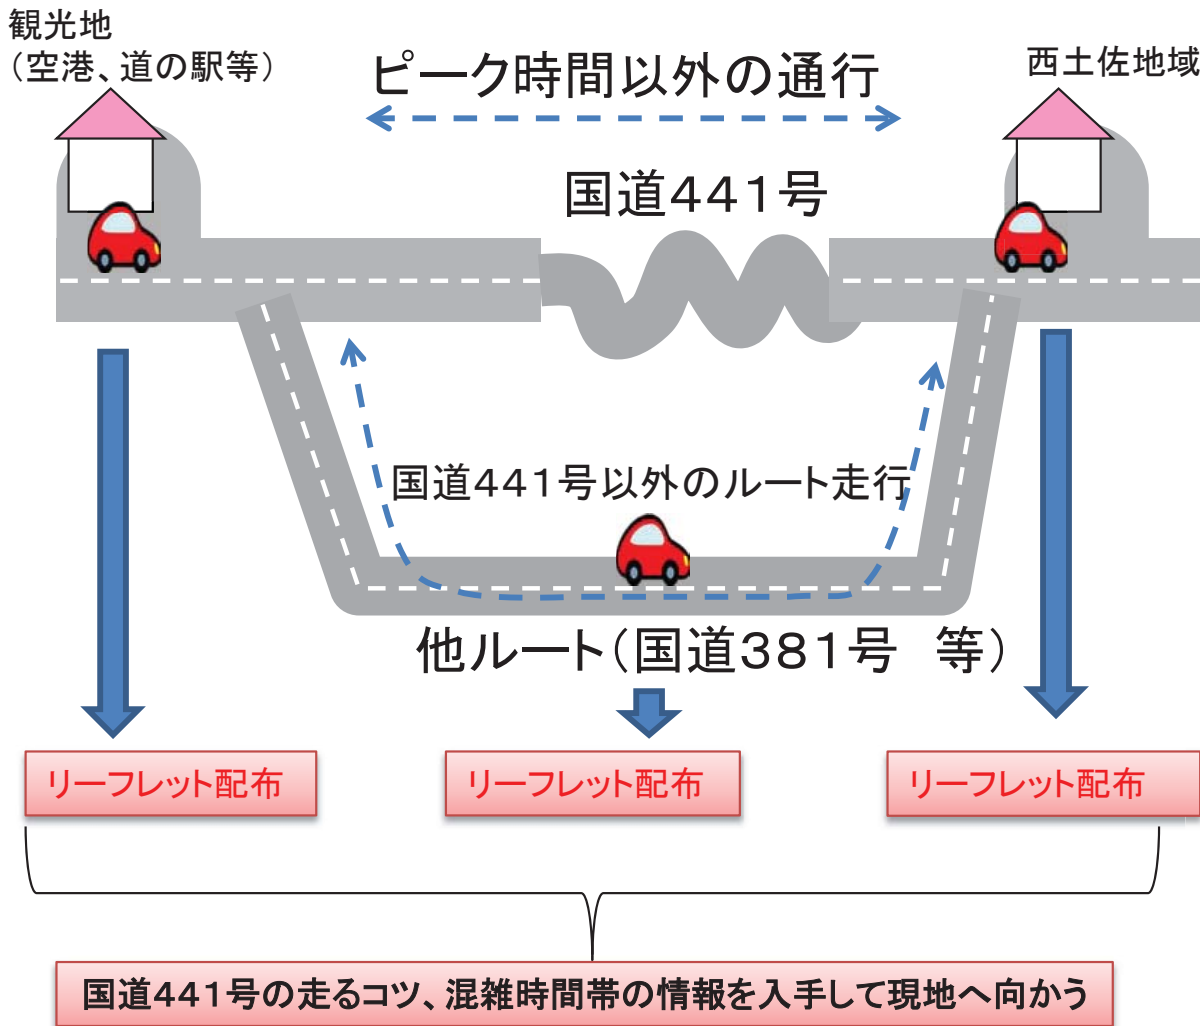 観光地
（空港、道の駅等）
ピーク時間以外の通行
西土佐地域
国道４４１号
国道４４１号以外のルート走行
他ルート（国道３８１号　等）
リーフレット配布
リーフレット配布
リーフレット配布
国道４４１号の走るコツ、混雑時間帯の情報を入手して現地へ向かう